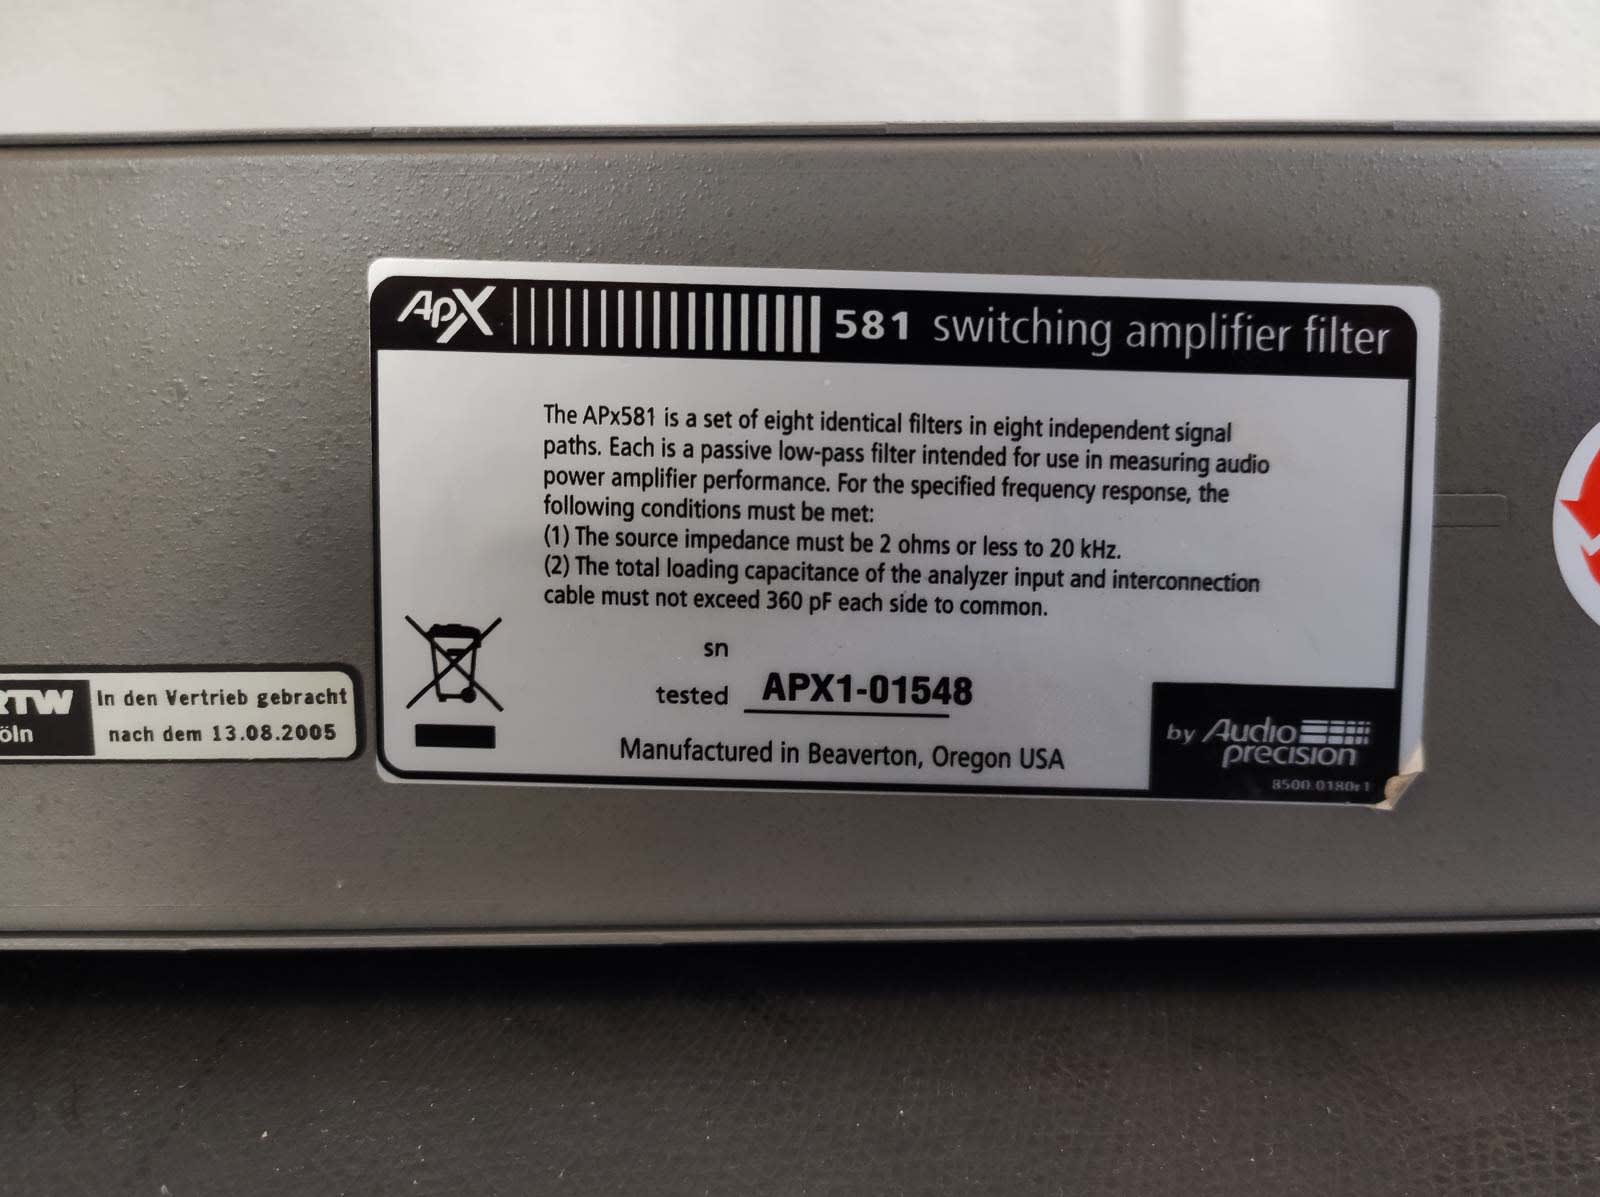 APX 581 switching amplifier filter
The APx581 is a set of eight identical filters in eight independent signal
paths. Each is a passive low-pass filter intended for use in measuring audio
power amplifier performance. For the specified frequency response, the
following conditions must be met:
(1) The source impedance must be 2 ohms or less to 20 kHz.
(2) The total loading capacitance of the analyzer input and interconnection
cable must not exceed 360 pF each side to common.
sn
tested APX1-01548
Manufactured in Beaverton, Oregon USA
by Audio
precision
8500.0180r1
RTW In den Vertrieb gebracht
öln nach dem 13.08.2005